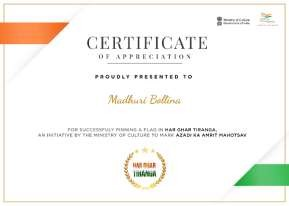 Ministry of Culture
Government of India
CERTIFICATE
OF APPRECIATION
PROUDLY PRESENTED TO
Madhuri Bollina
FOR SUCCESSFULY PINNING A FLAG IN HAR GHAR TIRANGA,
AN INITIATIVE BY THE MINISTRY OF CULTURE TO MARK AZADI KA AMRIT MAHOTSAV
HAR GHAR
TIRANGA